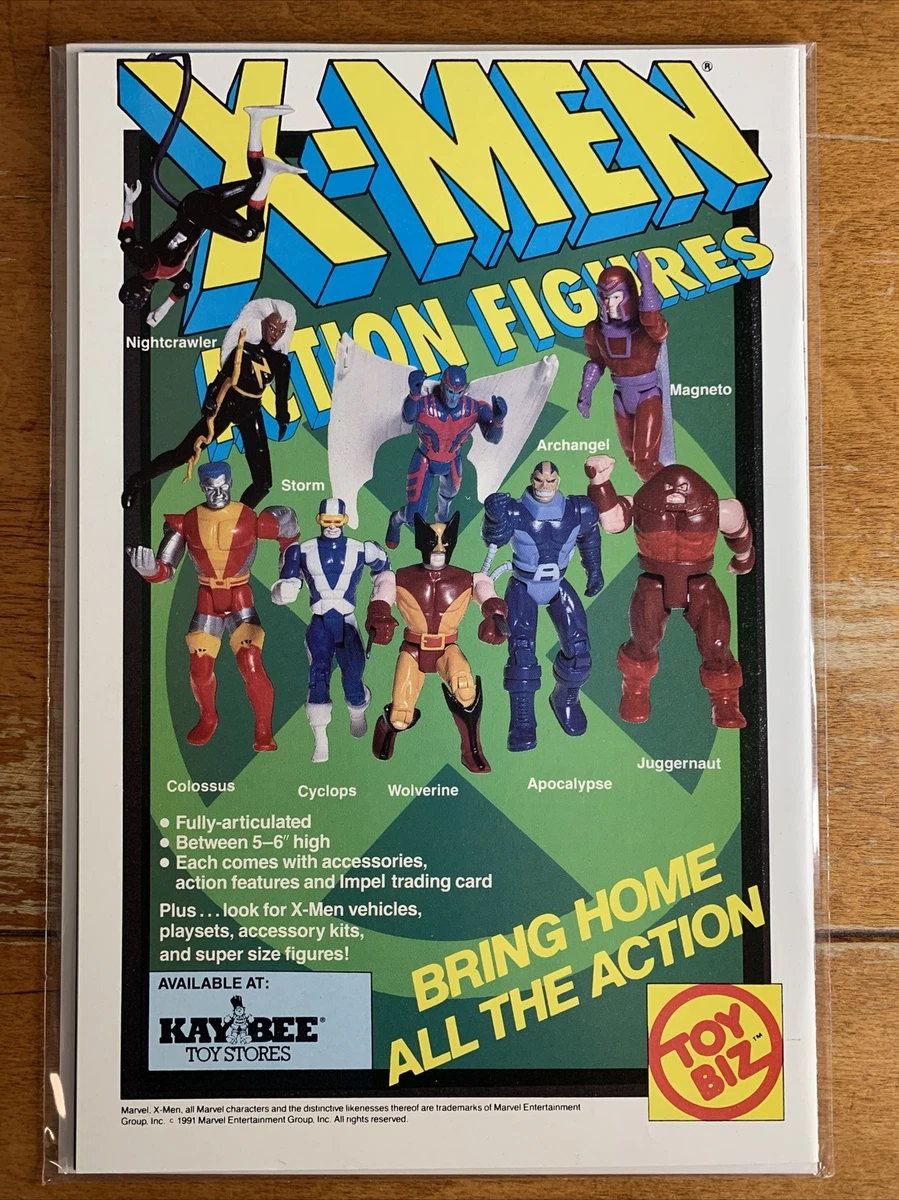 X-MEN®
ACTION FIGURES
Nightcrawler
Magneto
Archangel
Storm
Juggernaut
Colossus
Cyclops
Wolverine
Apocalypse
● Fully-articulated
● Between 5–6″ high
● Each comes with accessories,
action features and Impel trading card
Plus...look for X-Men vehicles,
playsets, accessory kits,
and super size figures!
BRING HOME
ALL THE ACTION
AVAILABLE AT:
KAY BEE®
TOY STORES
TOY
BIZ™
Marvel, X-Men, all Marvel characters and the distinctive likenesses thereof are trademarks of Marvel Entertainment
Group, Inc. © 1991 Marvel Entertainment Group, Inc. All rights reserved.